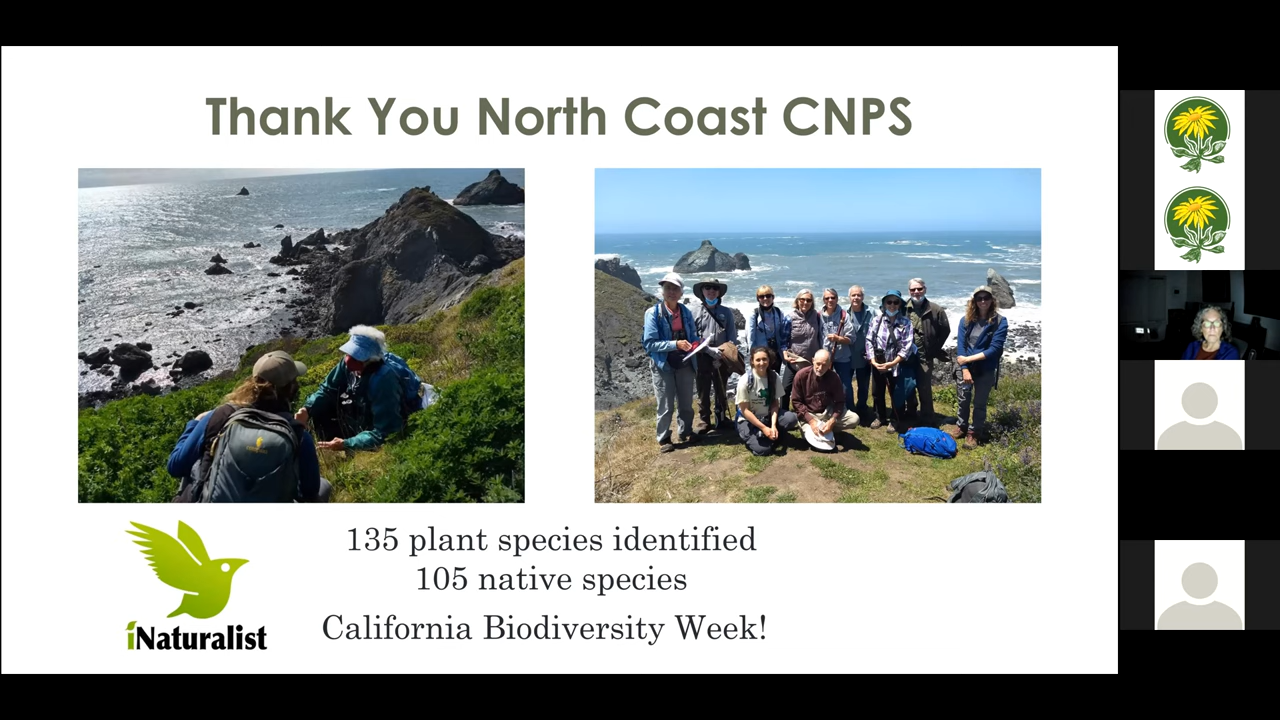 Thank You North Coast CNPS
135 plant species identified
105 native species
California Biodiversity Week!
iNaturalist